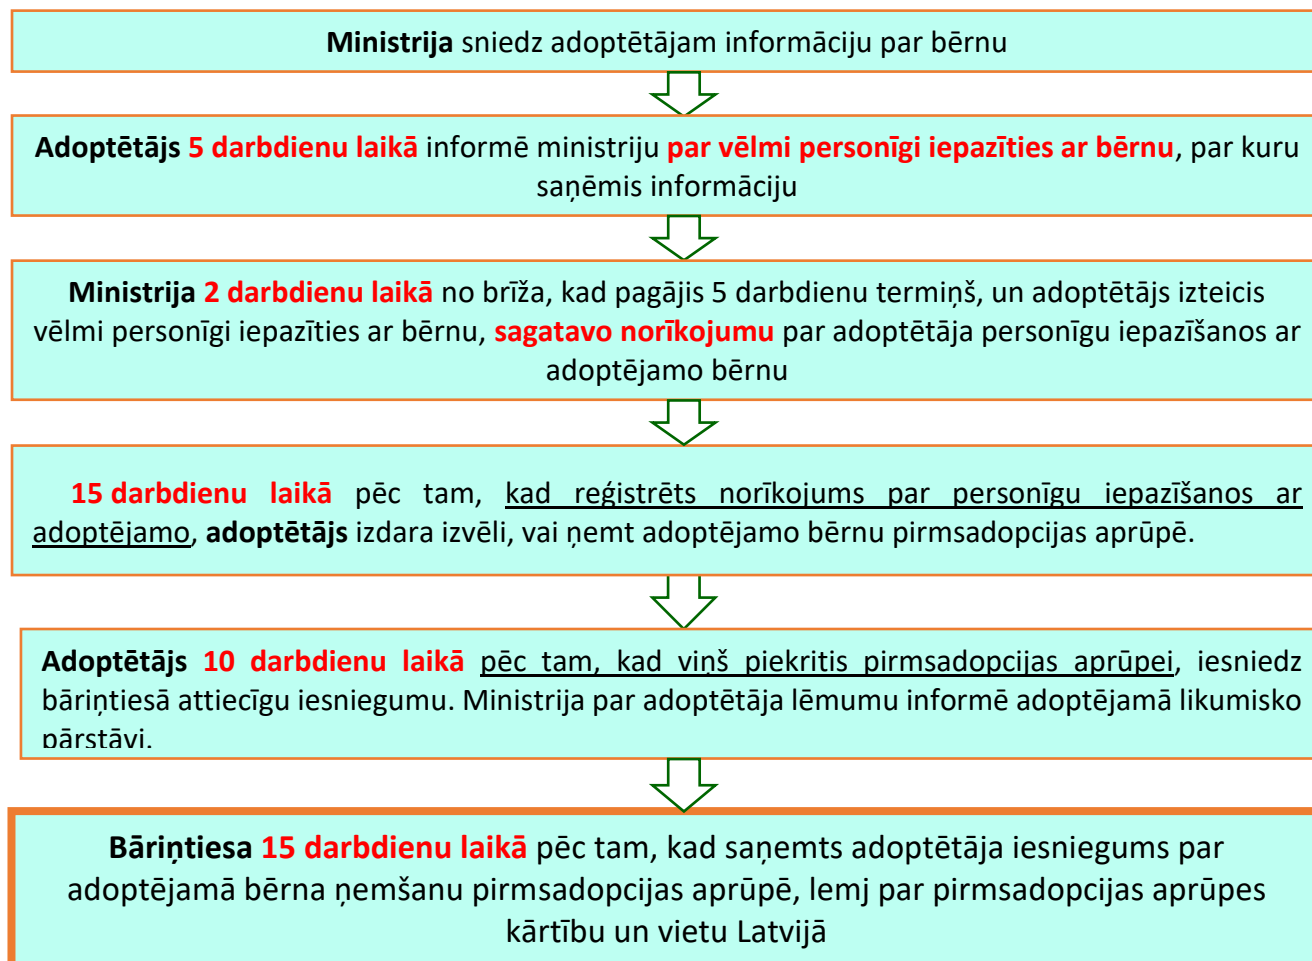 Ministrija sniedz adoptētājam informāciju par bērnu
Adoptētājs 5 darbdienu laikā informē ministriju par vēlmi personīgi iepazīties ar bērnu, par kuru
saņēmis informāciju
Ministrija 2 darbdienu laikā no brīža, kad pagājis 5 darbdienu termiņš, un adoptētājs izteicis
vēlmi personīgi iepazīties ar bērnu, sagatavo norīkojumu par adoptētāja personīgu iepazīšanos ar
adoptējamo bērnu
15 darbdienu laikā pēc tam, kad reģistrēts norīkojums par personīgu iepazīšanos ar
adoptējamo, adoptētājs izdara izvēli, vai ņemt adoptējamo bērnu pirmsadopcijas aprūpē.
Adoptētājs 10 darbdienu laikā pēc tam, kad viņš piekritis pirmsadopcijas aprūpei, iesniedz
bāriņtiesā attiecīgu iesniegumu. Ministrija par adoptētāja lēmumu informē adoptējamā likumisko
pārstāvi.
Bāriņtiesa 15 darbdienu laikā pēc tam, kad saņemts adoptētāja iesniegums par
adoptējamā bērna ņemšanu pirmsadopcijas aprūpē, lemj par pirmsadopcijas aprūpes
kārtību un vietu Latvijā